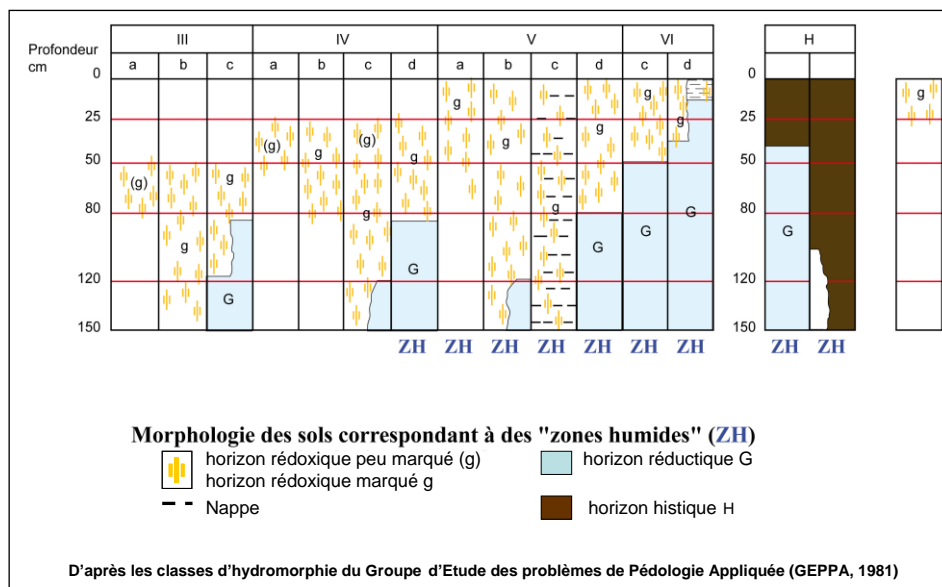 III IV V VI H
Profondeur
cm a b c a b c d a b c d c d
0 0
g g g
25 25
(g) (g) g
g g g g
50 50
(g) g
80 g g 80
g G G G
G
120 120
G
150 150
ZH ZH ZH ZH ZH ZH ZH ZH ZH
Morphologie des sols correspondant à des "zones humides" (ZH)
horizon rédoxique peu marqué (g) horizon réductique G
horizon rédoxique marqué g
Nappe horizon histique H
D'après les classes d'hydromorphie du Groupe d'Etude des problèmes de Pédologie Appliquée (GEPPA, 1981)